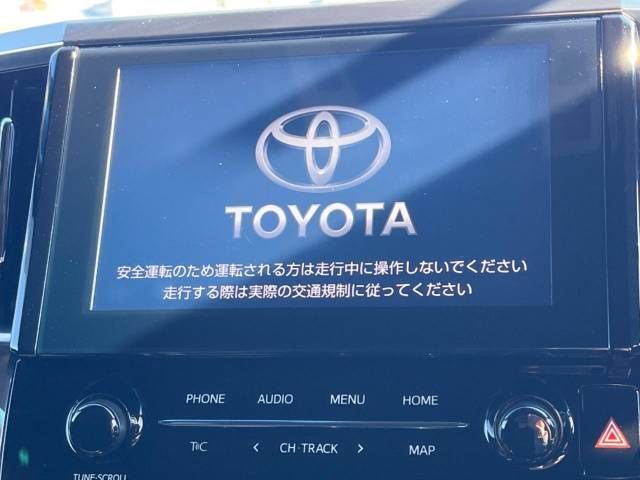 TOYOTA
安全運転のため運転される方は走行中に操作しないでください
走行する際は実際の交通規制に従ってください
PHONE AUDIO MENU HOME
T C < CH·TRACK > MAP
TUNE·SCROLL